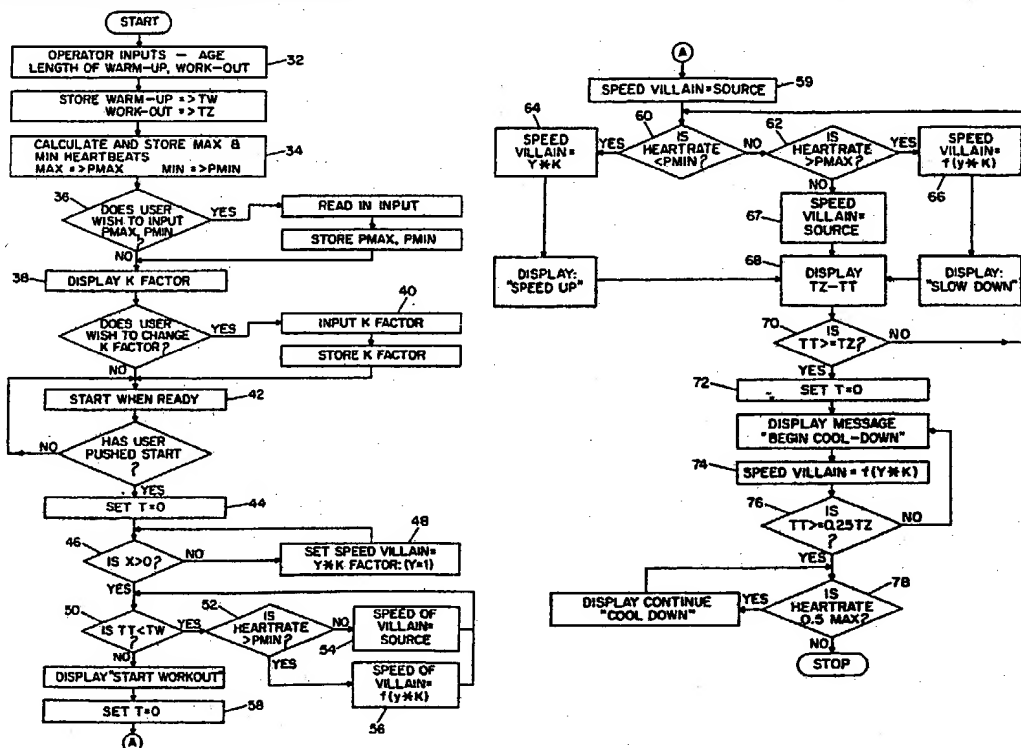 START
OPERATOR INPUTS — AGE
LENGTH OF WARM-UP, WORK-OUT
32
STORE WARM-UP =>TW
WORK-OUT =>TZ
CALCULATE AND STORE MAX &
MIN HEARTBEATS
MAX =>PMAX MIN =>PMIN
34
36
DOES USER
WISH TO INPUT
PMAX, PMIN
?
YES
READ IN INPUT
STORE PMAX, PMIN
NO
38
DISPLAY K FACTOR
40
DOES USER
WISH TO CHANGE
K FACTOR?
YES
INPUT K FACTOR
STORE K FACTOR
NO
START WHEN READY
42
HAS USER
PUSHED START
?
NO
YES
SET T=0
44
46
IS X>0?
NO
48
SET SPEED VILLAIN=
Y*K FACTOR:(Y=1)
YES
50
IS TT<TW
?
YES
52
IS
HEARTRATE
>PMIN?
NO
54
SPEED OF
VILLAIN=
SOURCE
YES
SPEED OF
VILLAIN=
f(y*K)
56
NO
DISPLAY"START WORKOUT"
SET T=0
58
A
A
SPEED VILLAIN=SOURCE
59
64
SPEED
VILLAIN=
Y*K
YES
60
IS
HEARTRATE
<PMIN?
NO
62
IS
HEARTRATE
>PMAX?
YES
SPEED
VILLAIN=
f(y*K)
66
NO
67
SPEED
VILLAIN=
SOURCE
DISPLAY:
"SPEED UP"
68
DISPLAY
TZ-TT
DISPLAY:
"SLOW DOWN"
70
IS
TT>=TZ?
NO
YES
72
SET T=0
DISPLAY MESSAGE
"BEGIN COOL-DOWN"
74
SPEED VILLAIN = f(Y*K)
76
IS
TT>=0.25TZ
?
NO
YES
78
IS
HEARTRATE
0.5 MAX?
YES
DISPLAY CONTINUE
"COOL DOWN"
NO
STOP